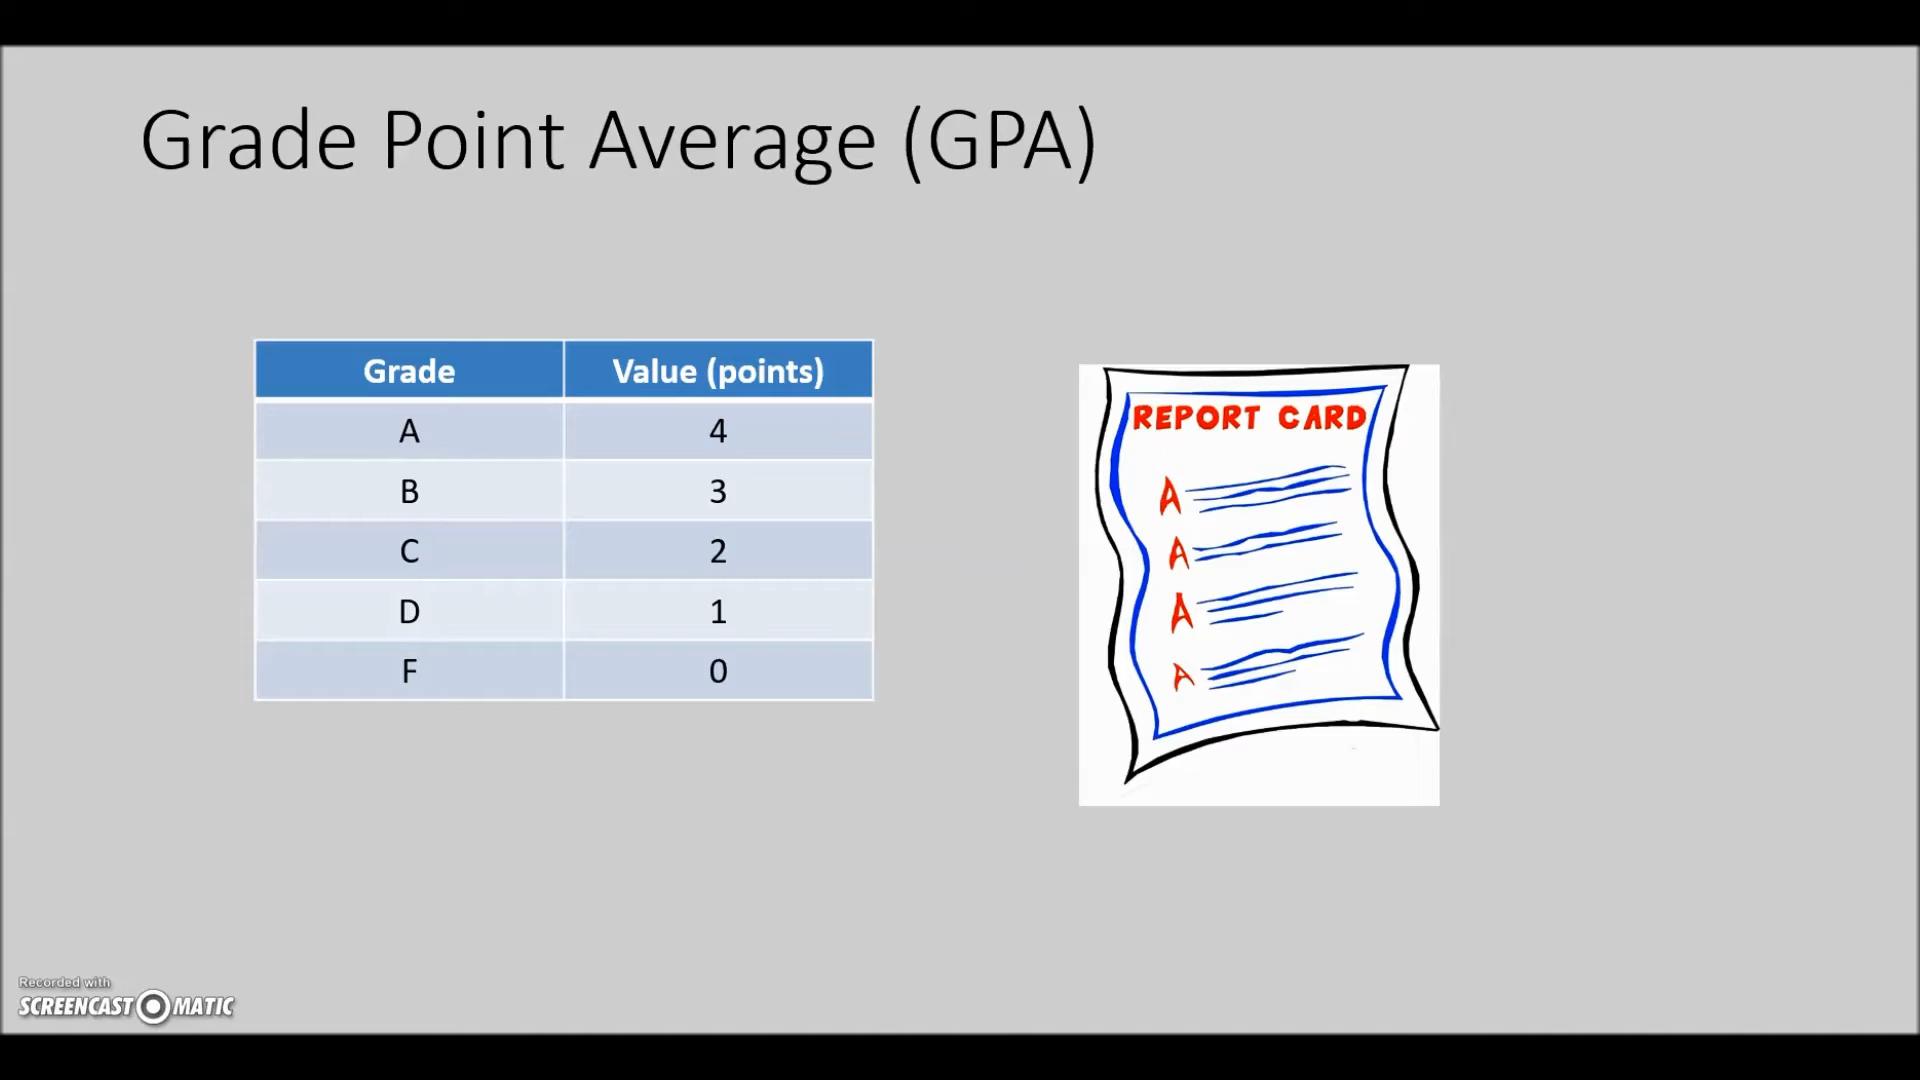 Grade Point Average (GPA)
Grade Value (points)
A 4
B 3
C 2
D 1
F 0
REPORT CARD
A
A
A
A
Recorded with
SCREENCAST MATIC